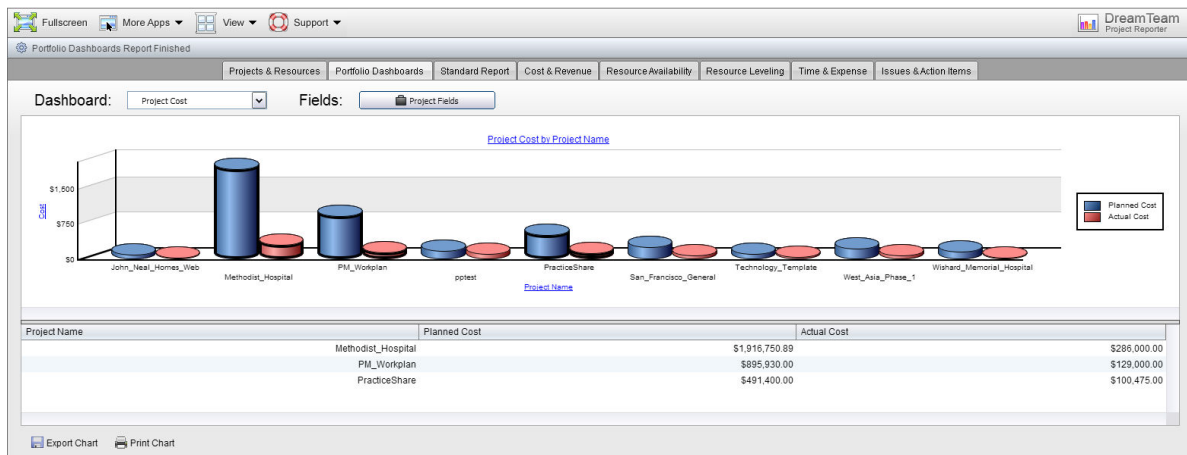 Fullscreen More Apps View Support
DreamTeam
Project Reporter
Portfolio Dashboards Report Finished
Projects & Resources Portfolio Dashboards Standard Report Cost & Revenue Resource Availability Resource Leveling Time & Expense Issues & Action Items
Dashboard: Project Cost Fields: Project Fields
Project Cost by Project Name
Cost
$1,500
$750
$0
Planned Cost
Actual Cost
John_Neal_Homes_Web PM_Workplan PracticeShare Technology_Template Wishard_Memorial_Hospital
Methodist_Hospital pptest San_Francisco_General West_Asia_Phase_1
Project Name
Project Name Planned Cost Actual Cost
Methodist_Hospital $1,916,750.89 $286,000.00
PM_Workplan $895,930.00 $129,000.00
PracticeShare $491,400.00 $100,475.00
Export Chart Print Chart